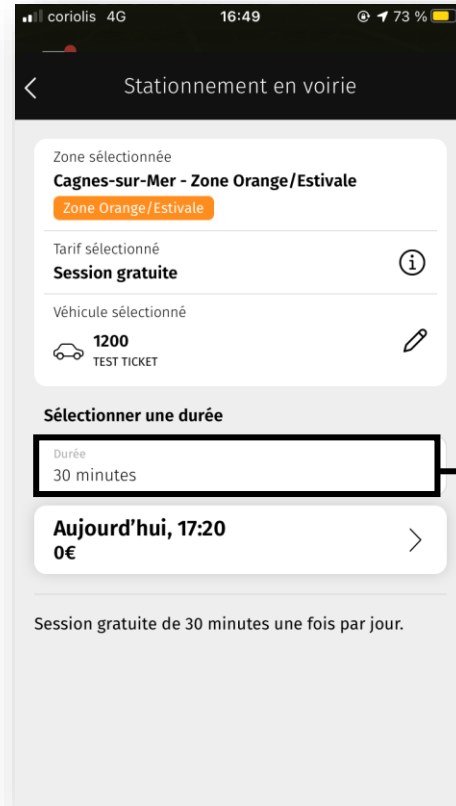 coriolis 4G 16:49 73 %
Stationnement en voirie
Zone sélectionnée
Cagnes-sur-Mer - Zone Orange/Estivale
Zone Orange/Estivale
Tarif sélectionné
Session gratuite
Véhicule sélectionné
1200
TEST TICKET
Sélectionner une durée
Durée
30 minutes
Aujourd’hui, 17:20
0€
Session gratuite de 30 minutes une fois par jour.